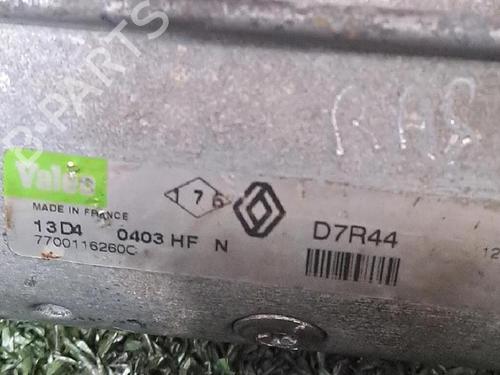 B-PARTS
Valeo
MADE IN FRANCE
176
13D4 0403 HF N
7700116260C
D7R44
12